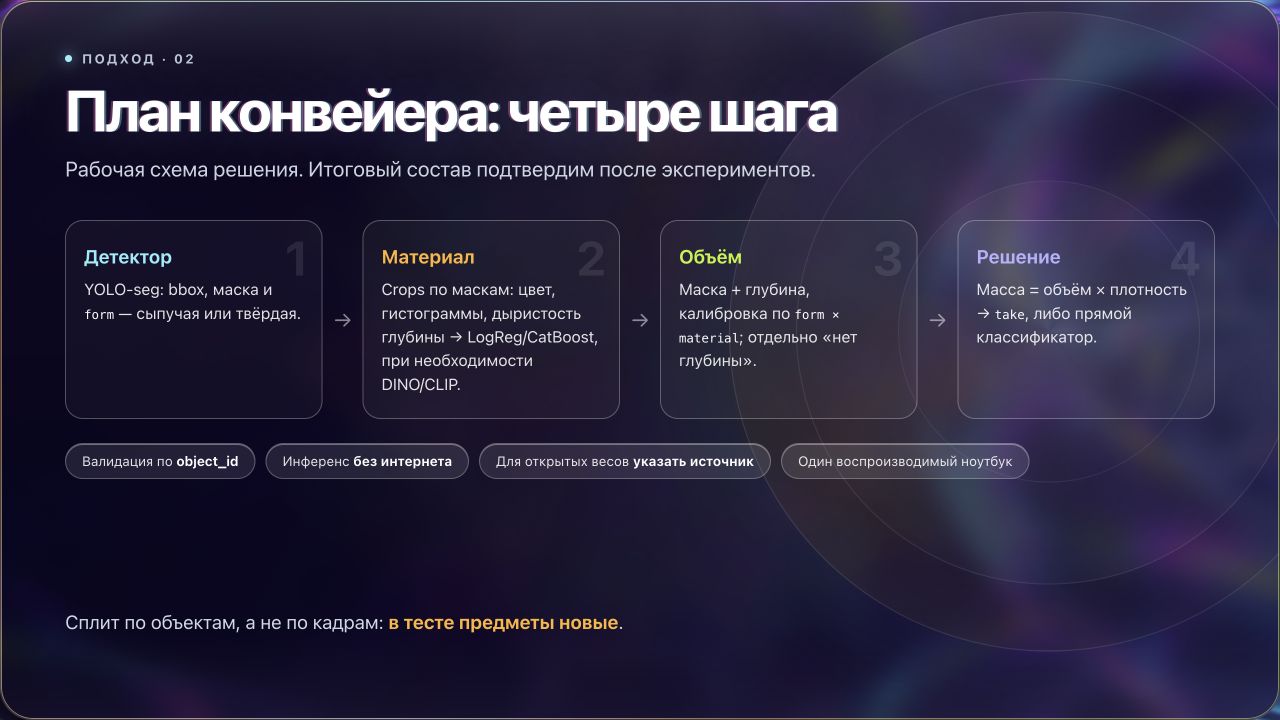 ПОДХОД · 02
План конвейера: четыре шага
Рабочая схема решения. Итоговый состав подтвердим после экспериментов.
Детектор 1
YOLO-seg: bbox, маска и
form — сыпучая или твёрдая.
→
Материал 2
Crops по маскам: цвет,
гистограммы, дыристость
глубины → LogReg/CatBoost,
при необходимости
DINO/CLIP.
→
Объём 3
Маска + глубина,
калибровка по form ×
material; отдельно «нет
глубины».
→
Решение 4
Масса = объём × плотность
→ take, либо прямой
классификатор.
Валидация по object_id
Инференс без интернета
Для открытых весов указать источник
Один воспроизводимый ноутбук
Сплит по объектам, а не по кадрам: в тесте предметы новые.